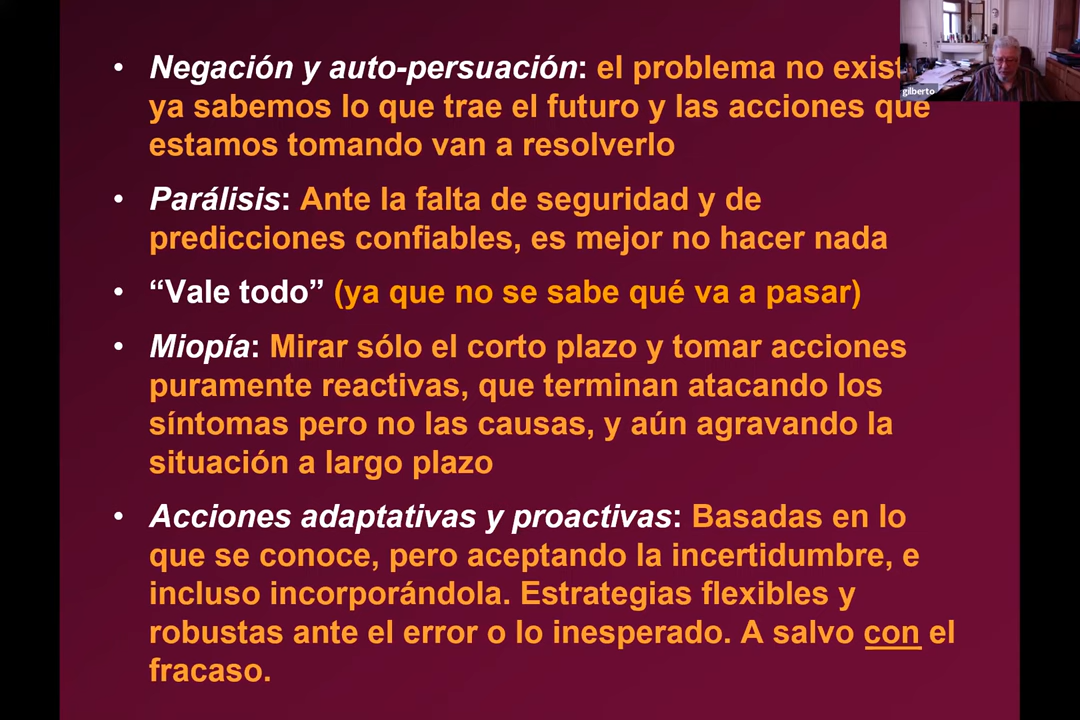 • Negación y auto-persuación: el problema no exist
ya sabemos lo que trae el futuro y las acciones que
estamos tomando van a resolverlo
• Parálisis: Ante la falta de seguridad y de
predicciones confiables, es mejor no hacer nada
• “Vale todo” (ya que no se sabe qué va a pasar)
• Miopía: Mirar sólo el corto plazo y tomar acciones
puramente reactivas, que terminan atacando los
síntomas pero no las causas, y aún agravando la
situación a largo plazo
• Acciones adaptativas y proactivas: Basadas en lo
que se conoce, pero aceptando la incertidumbre, e
incluso incorporándola. Estrategias flexibles y
robustas ante el error o lo inesperado. A salvo con el
fracaso.
gilberto